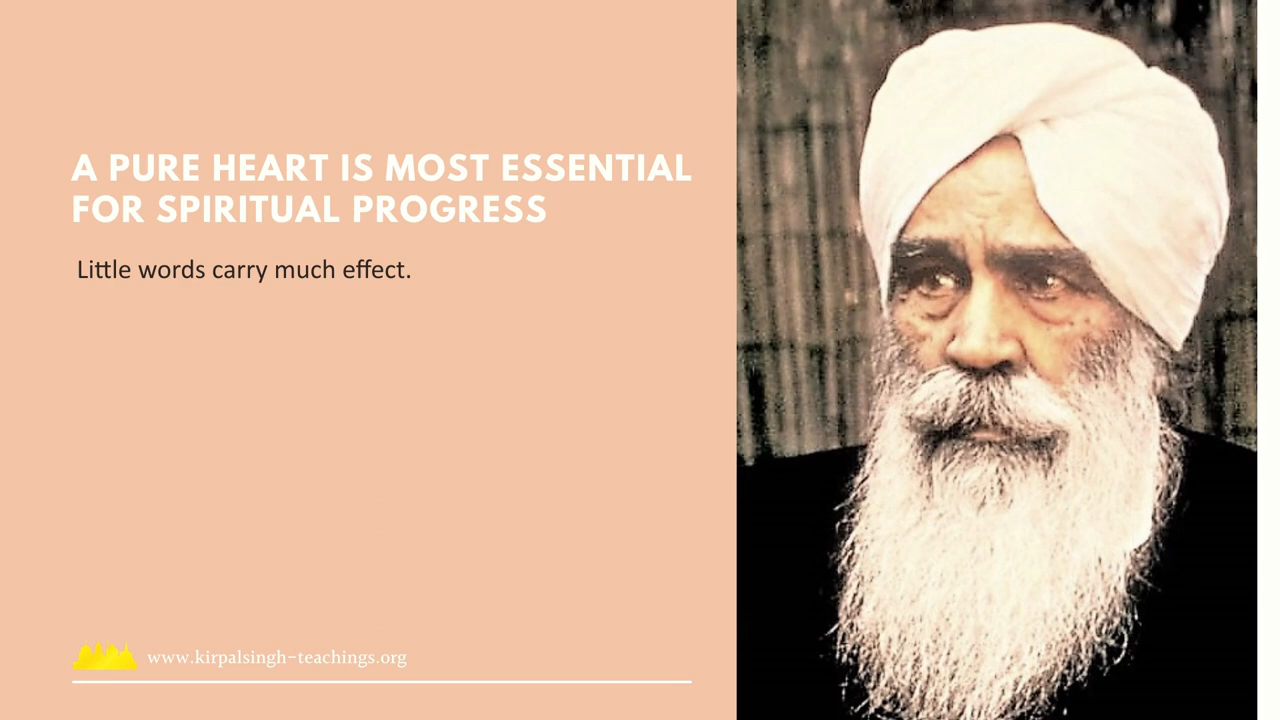 A PURE HEART IS MOST ESSENTIAL
FOR SPIRITUAL PROGRESS
Little words carry much effect.
www.kirpalsingh-teachings.org